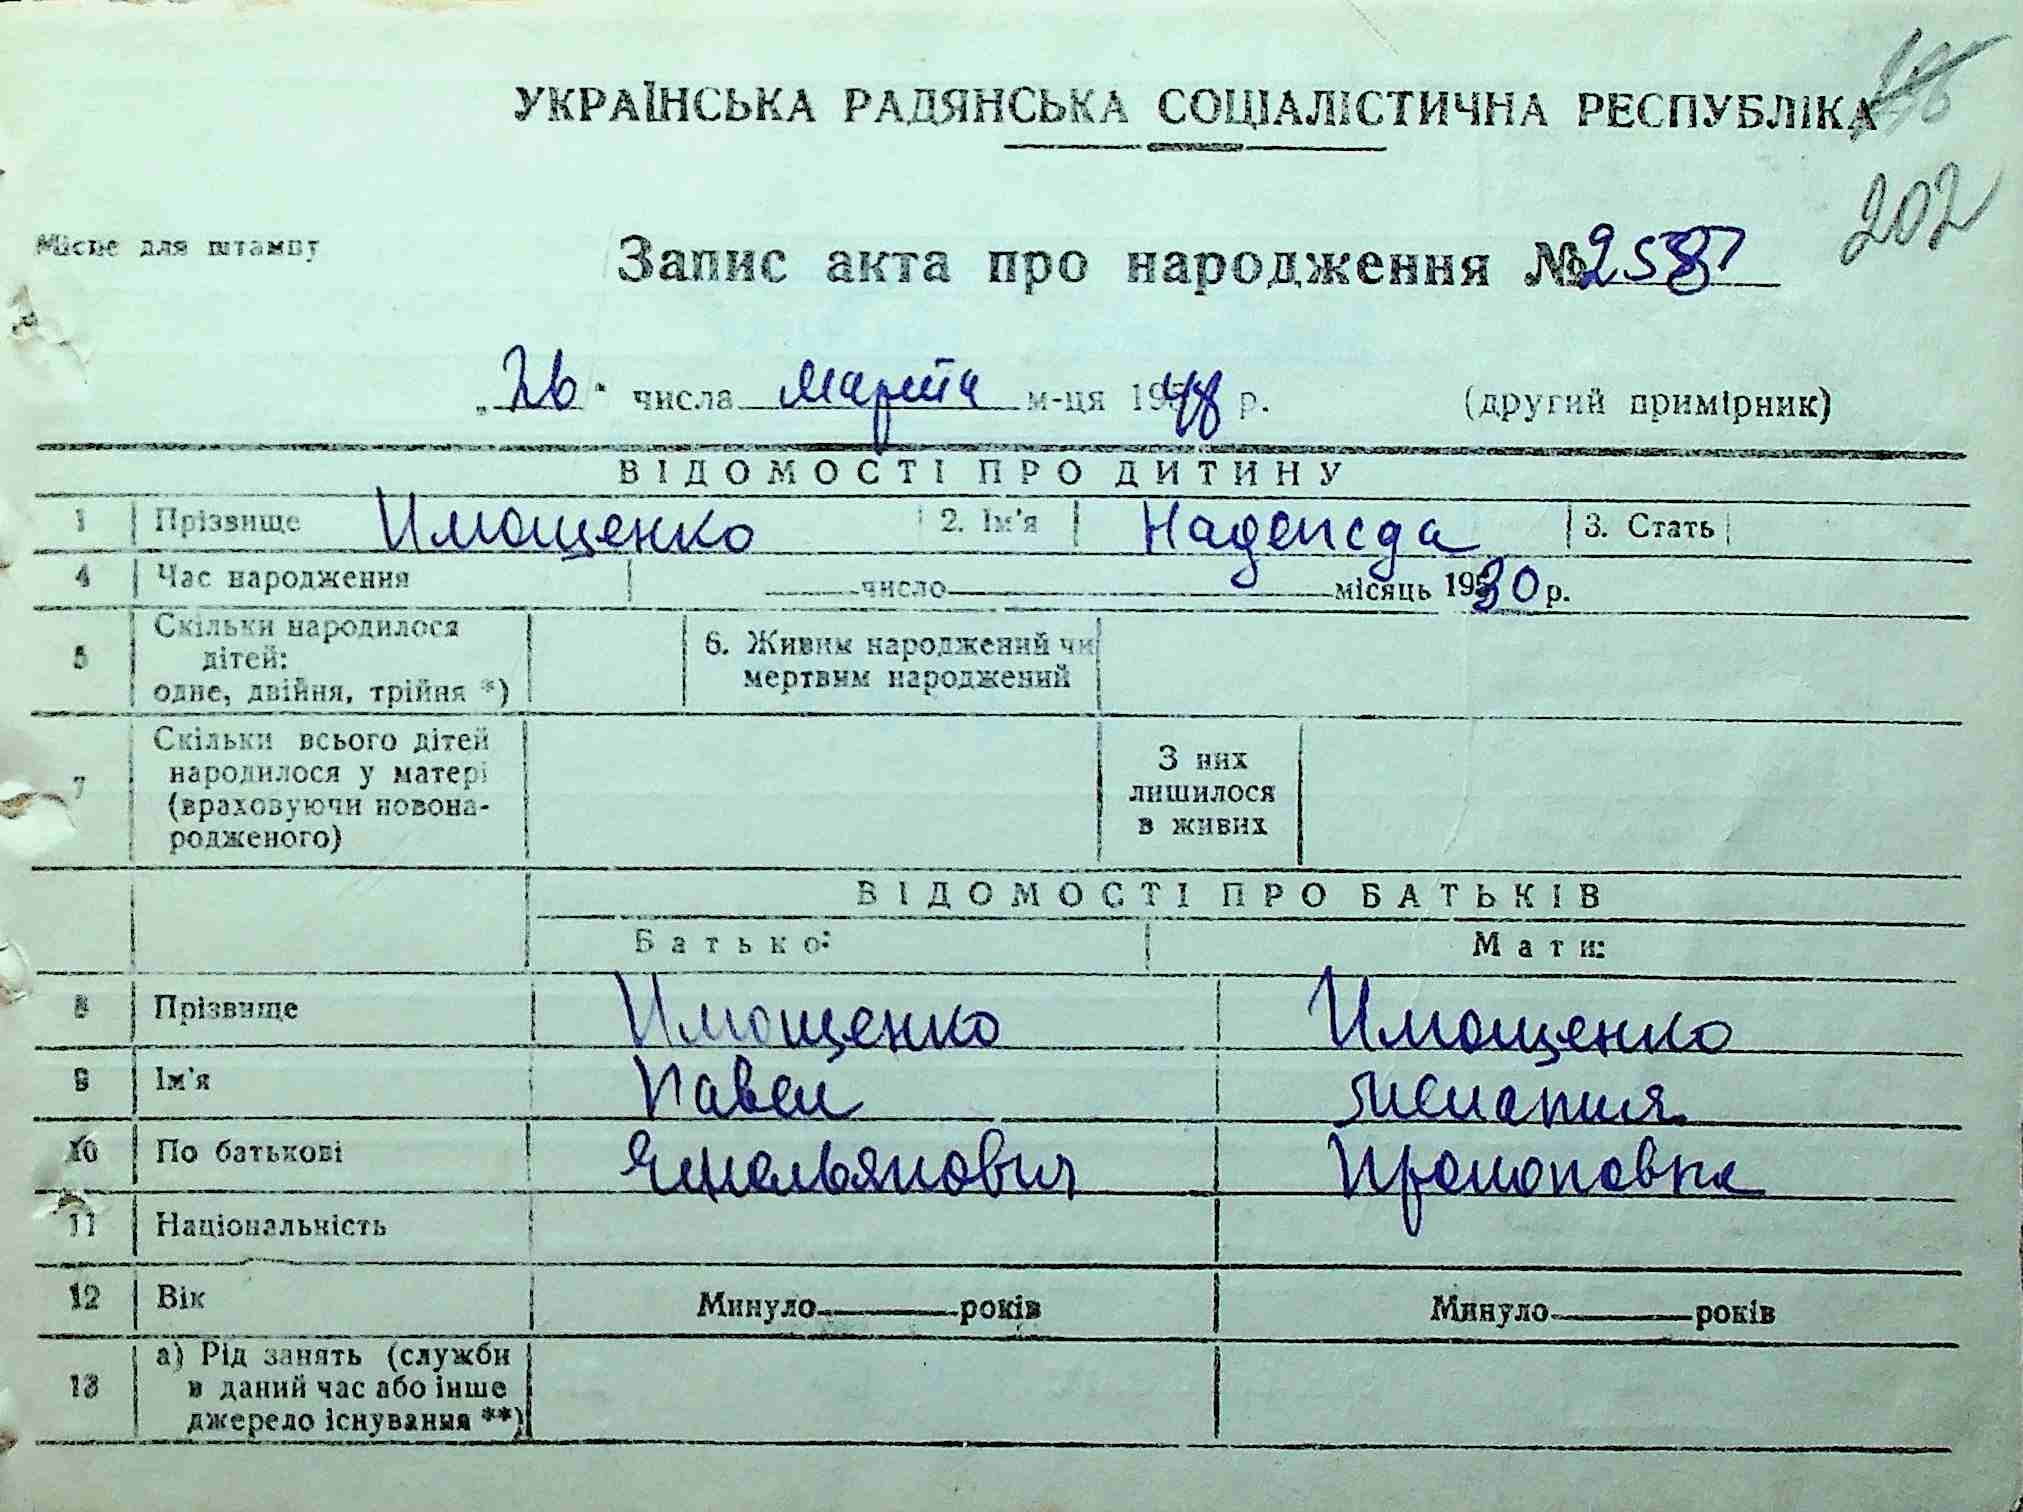 УКРАЇНСЬКА РАДЯНСЬКА СОЦІАЛІСТИЧНА РЕСПУБЛІКА
202
Місце для штампу
Запис акта про народження №
„26“ числа марта м-ця 1948 р. (другий примірник)
ВІДОМОСТІ ПРО ДИТИНУ
1 Прізвище Имощенко 2. Ім'я Надежда 3. Стать
4 Час народження число місяць 1930 р.
5 Скільки народилося дітей: одне, двійня, трійня *) 6. Живим народжений чи мертвим народжений
7 Скільки всього дітей народилося у матері (враховуючи новонародженого) З них лишилося в живих
ВІДОМОСТІ ПРО БАТЬКІВ
Батько: Мати:
8 Прізвище Имощенко Имощенко
9 Ім'я Павел
10 По батькові Емельянович
11 Національність
12 Вік Минуло років Минуло років
13 а) Рід занять (служби в даний час або інше джерело існування **)